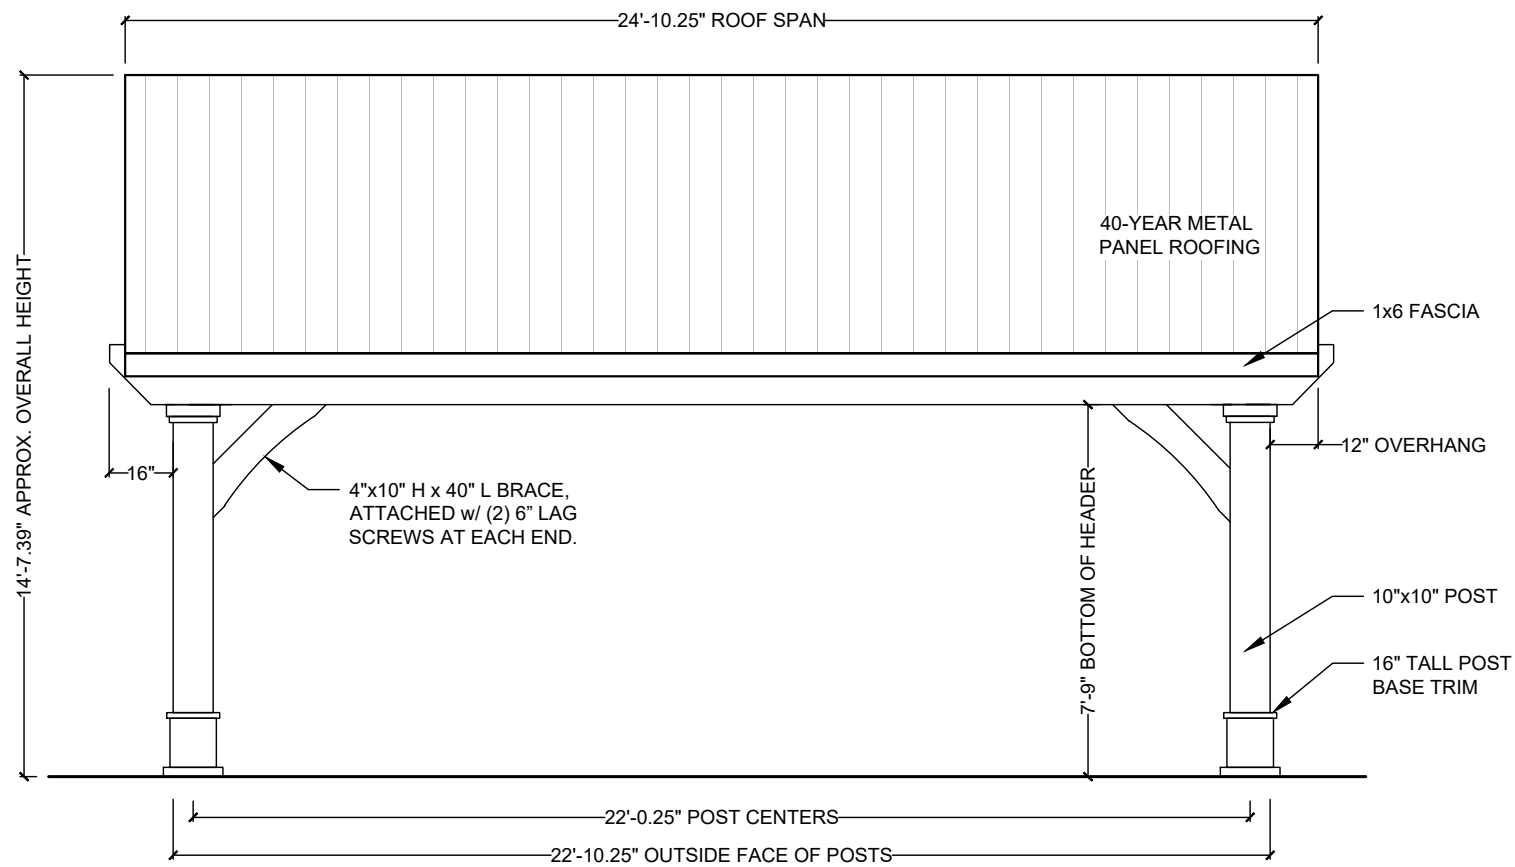 24'-10.25" ROOF SPAN
40-YEAR METAL
PANEL ROOFING
14'-7.39" APPROX. OVERALL HEIGHT
1x6 FASCIA
12" OVERHANG
16"
4"x10" H x 40" L BRACE,
ATTACHED w/ (2) 6” LAG
SCREWS AT EACH END.
7'-9" BOTTOM OF HEADER
10"x10" POST
16" TALL POST
BASE TRIM
22'-0.25" POST CENTERS
22'-10.25" OUTSIDE FACE OF POSTS